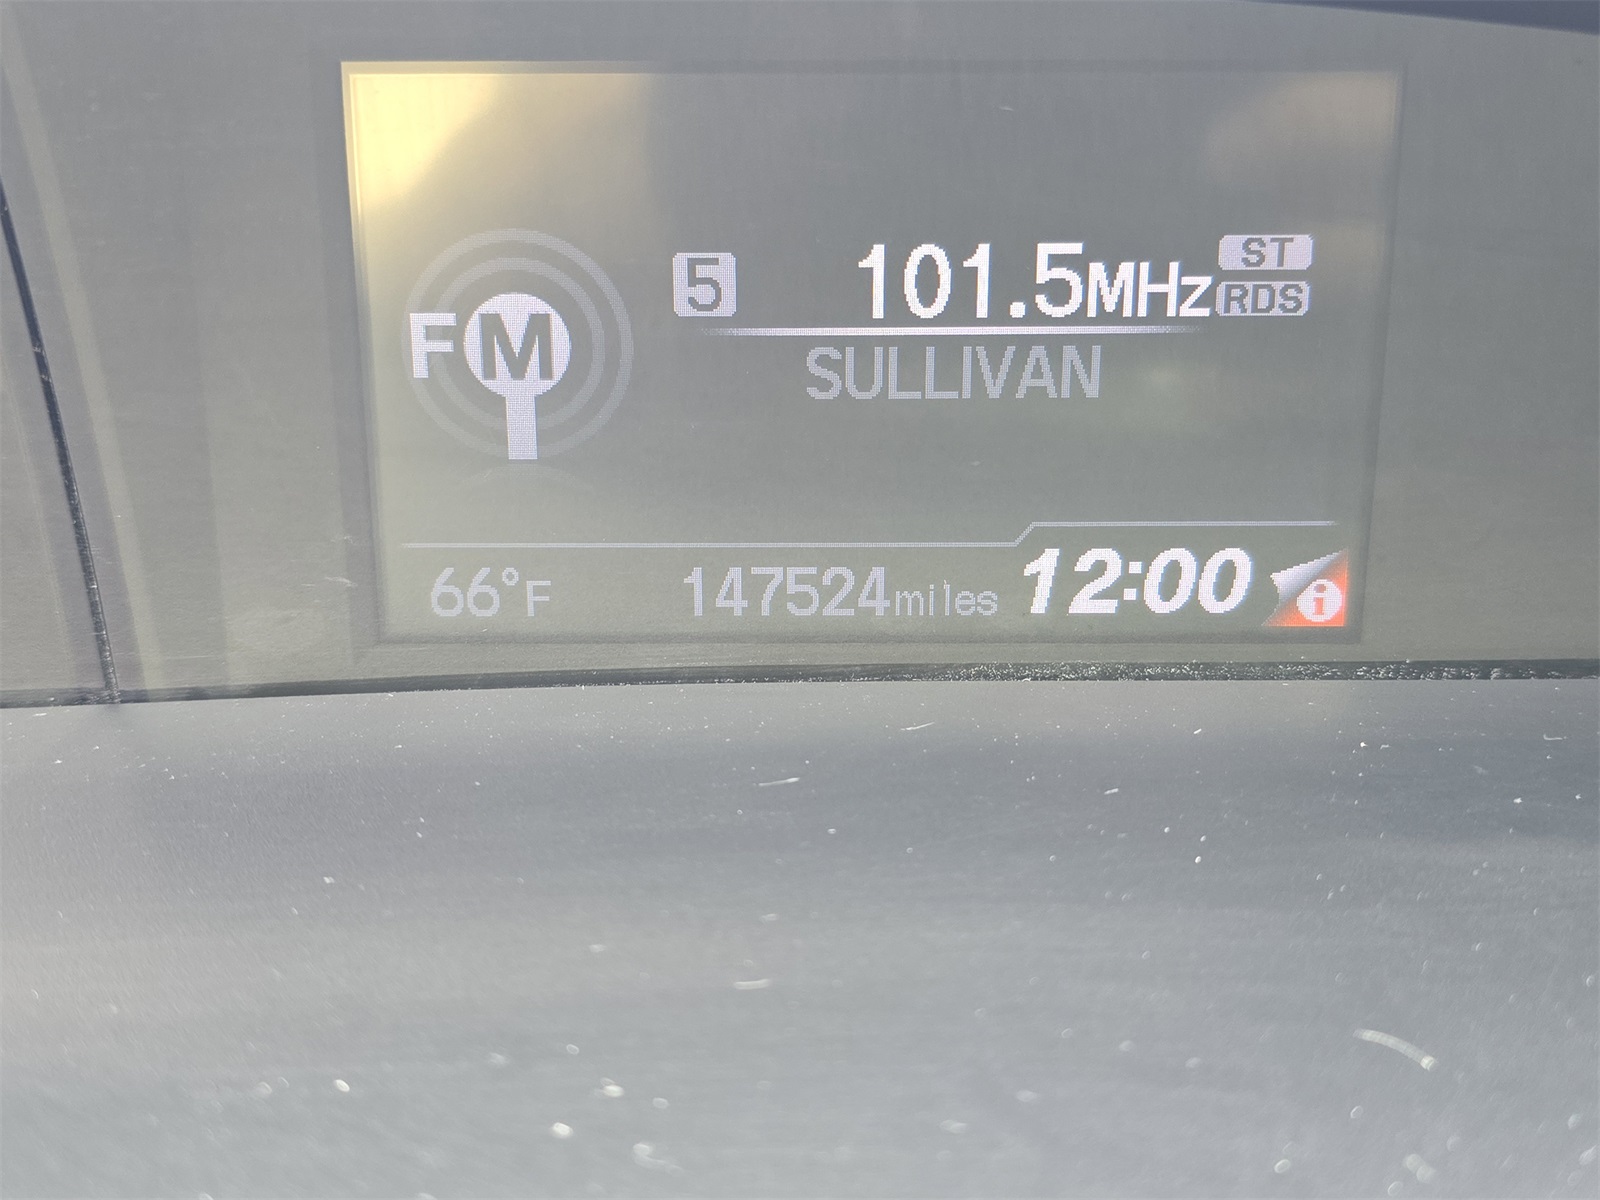 FM
5 101.5MHz ST
RDS
SULLIVAN
66°F 147524miles 12:00 i